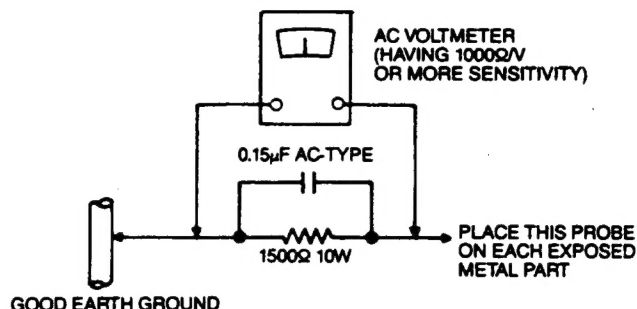 AC VOLTMETER
(HAVING 1000Ω/V
OR MORE SENSITIVITY)
0.15μF AC-TYPE
1500Ω 10W
PLACE THIS PROBE
ON EACH EXPOSED
METAL PART
GOOD EARTH GROUND